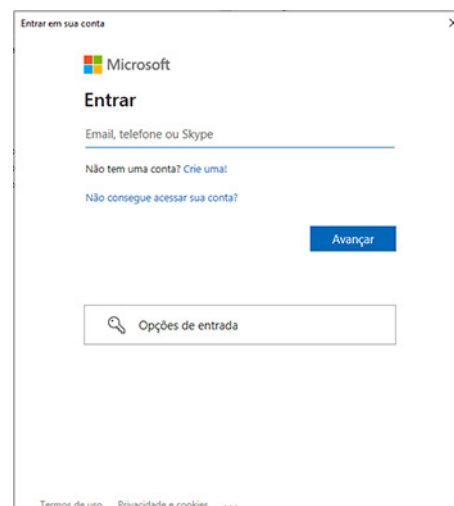 Entrar em sua conta
Microsoft
Entrar
Email, telefone ou Skype
Não tem uma conta? Crie uma!
Não consegue acessar sua conta?
Avançar
Opções de entrada
Termos de uso Privacidade e cookies ...